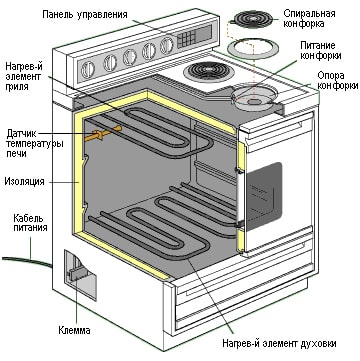 Панель управления
Спиральная
конфорка
Нагрев-й
элемент
гриля
Питание
конфорки
Опора
конфорки
Датчик
температуры
печи
Изоляция
Кабель
питания
Клемма
Нагрев-й элемент духовки